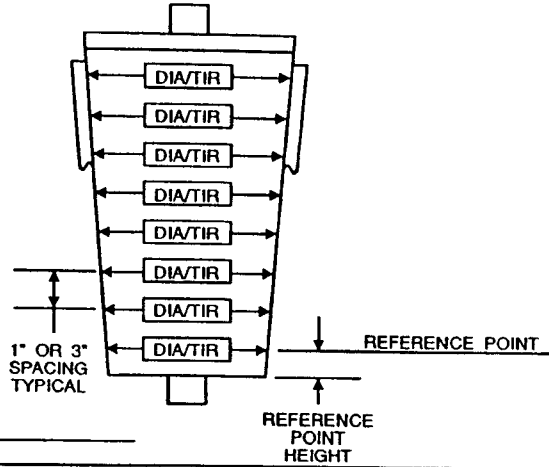 DIA/TIR
DIA/TIR
DIA/TIR
DIA/TIR
DIA/TIR
DIA/TIR
DIA/TIR
DIA/TIR
1" OR 3"
SPACING
TYPICAL
REFERENCE POINT
REFERENCE
POINT
HEIGHT